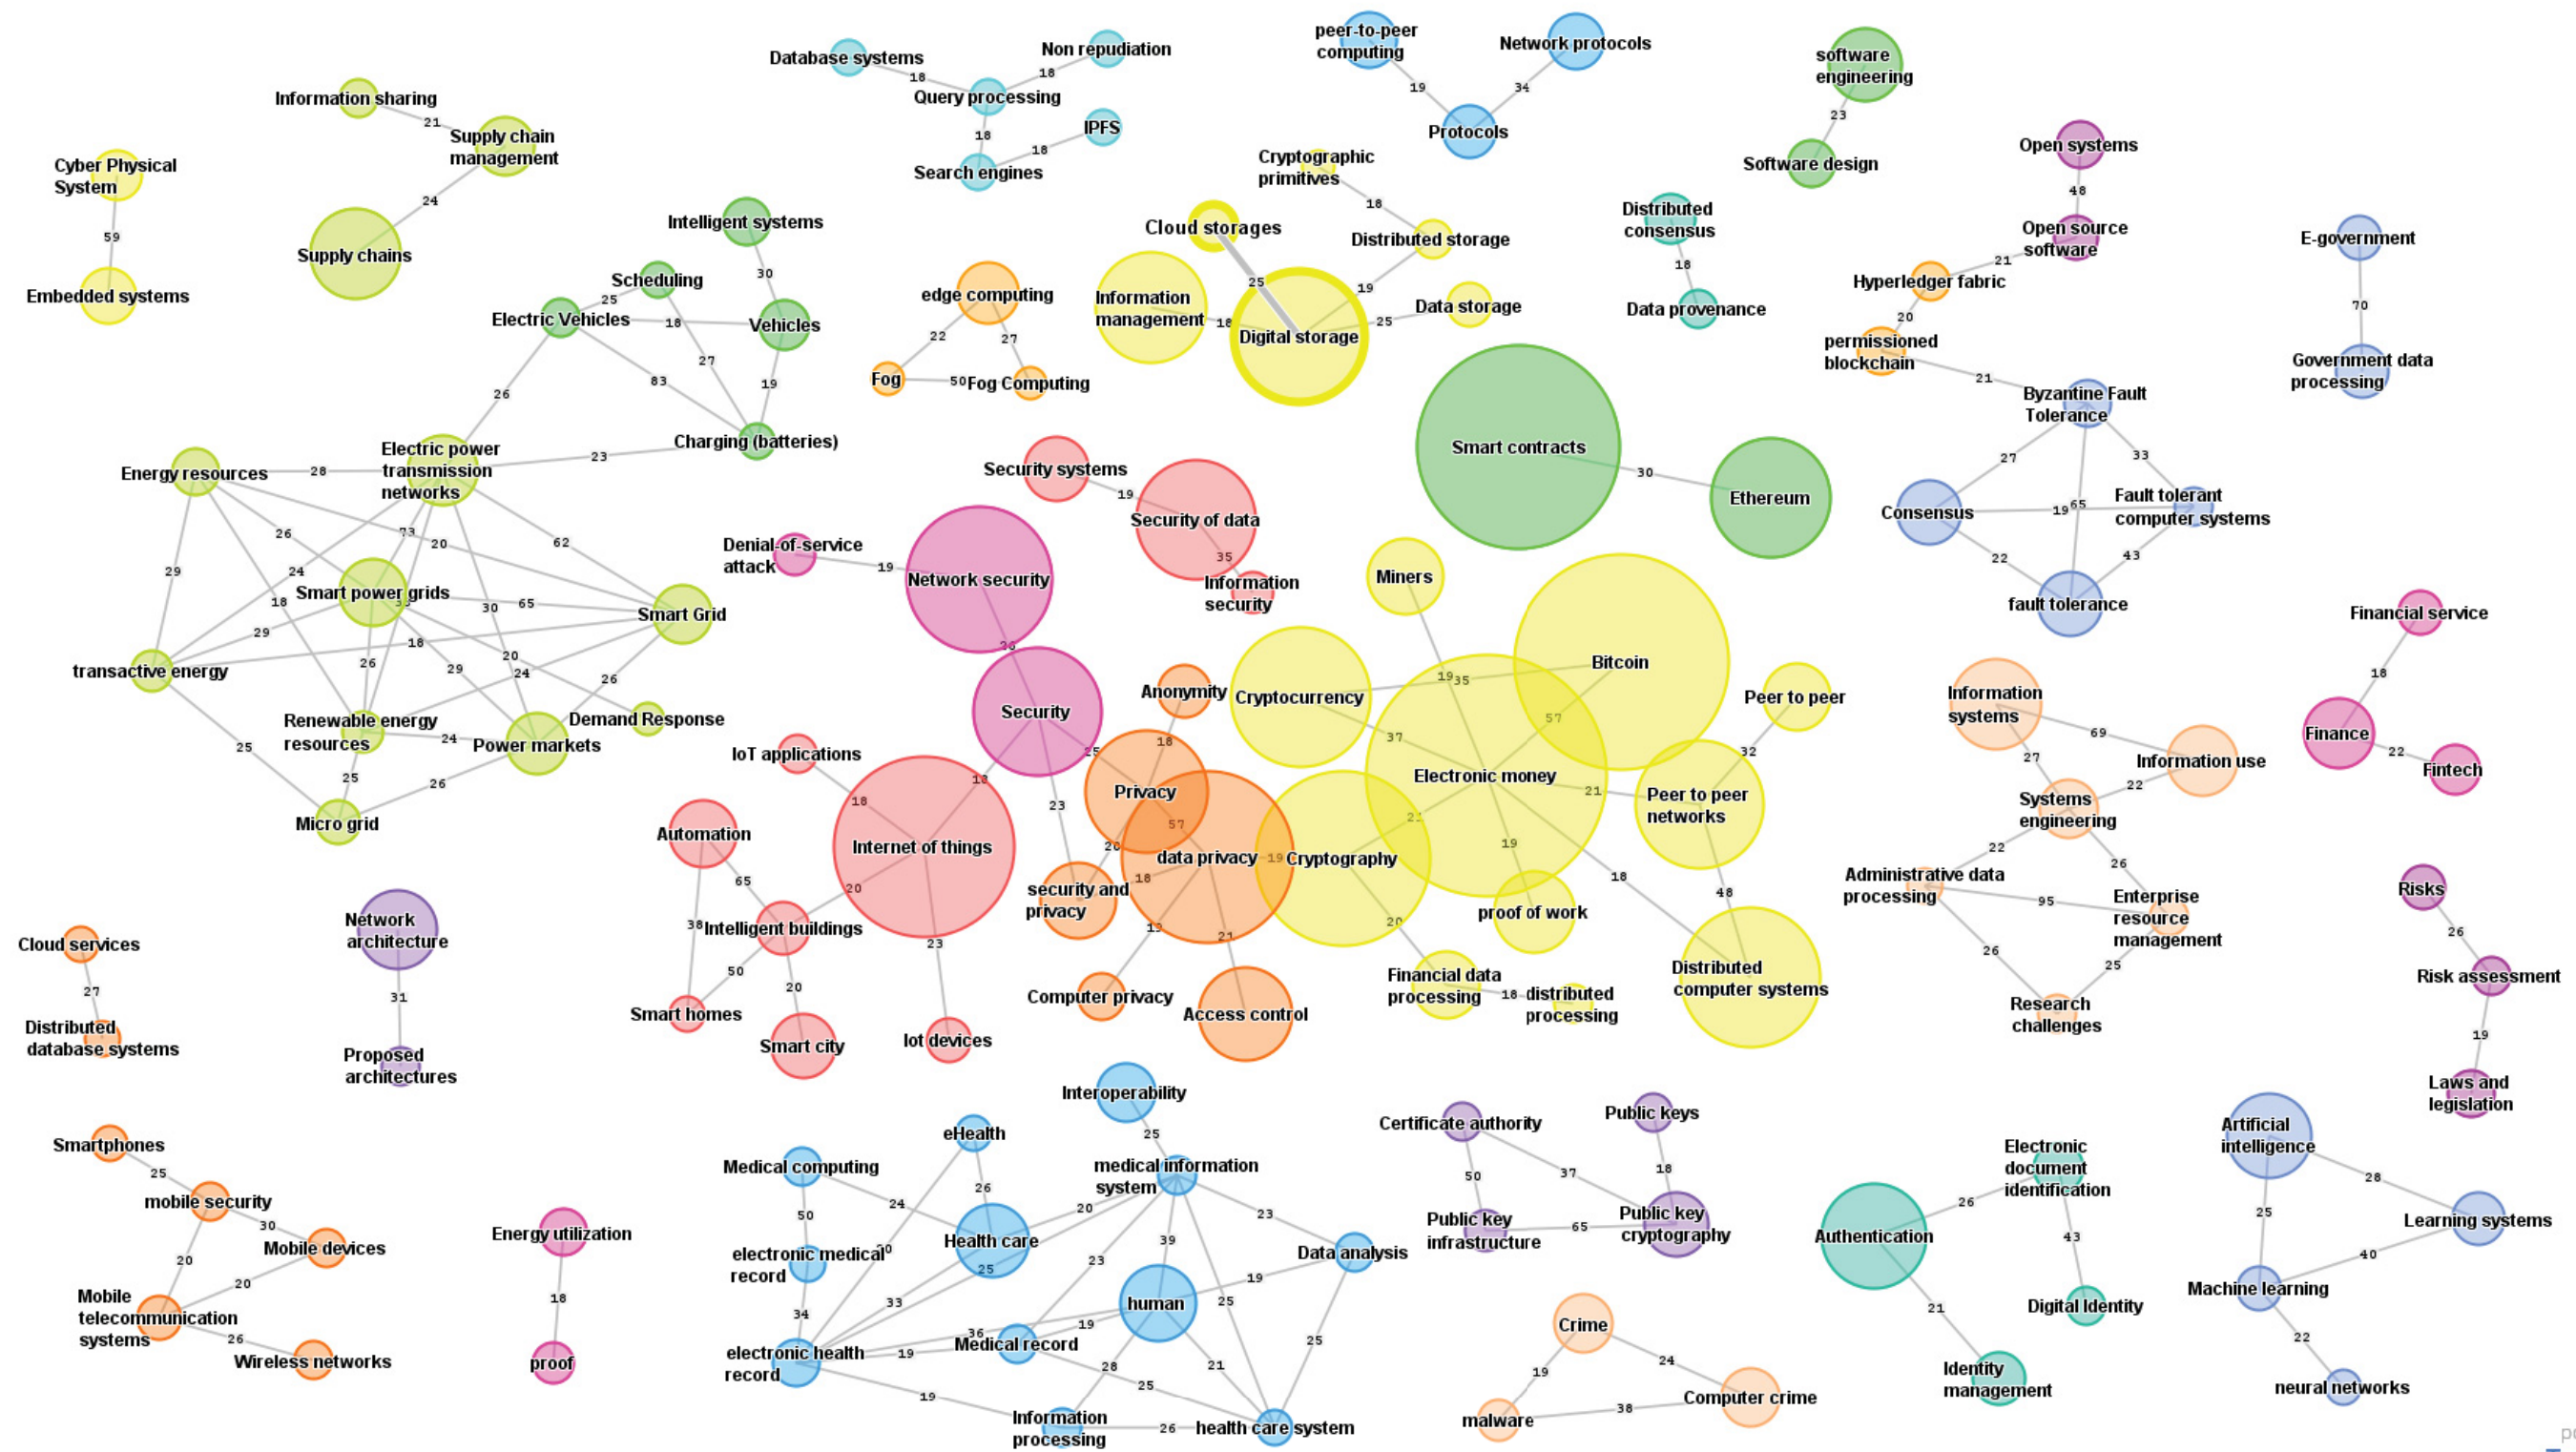 peer-to-peer
computing
Network protocols
19
34
Protocols
Database systems
Non repudiation
18
18
Query processing
18
IPFS
18
Search engines
software
engineering
23
Software design
Information sharing
21
Supply chain
management
24
Supply chains
Cyber Physical
System
59
Embedded systems
Open systems
48
Open source
software
21
Hyperledger fabric
20
permissioned
blockchain
21
Byzantine Fault
Tolerance
27
33
Consensus
19
65
Fault tolerant
computer systems
22
43
fault tolerance
E-government
70
Government data
processing
Cryptographic
primitives
18
Cloud storages
Distributed storage
25
19
Information
management
18
Digital storage
25
Data storage
Distributed
consensus
18
Data provenance
Intelligent systems
30
Scheduling
25
Electric Vehicles
18
Vehicles
27
83
19
26
Charging (batteries)
23
edge computing
22
27
Fog
50
Fog Computing
Smart contracts
30
Ethereum
Energy resources
28
Electric power
transmission
networks
26
73
20
62
29
24
18
Smart power grids
30
65
Smart Grid
29
18
transactive energy
26
29
20
24
26
Renewable energy
resources
24
Power markets
Demand Response
25
25
26
Micro grid
Security systems
19
Security of data
35
Information
security
Denial-of-service
attack
19
Network security
26
Security
25
23
Miners
Bitcoin
19
35
Cryptocurrency
57
37
Electronic money
21
Peer to peer
32
Peer to peer
networks
48
19
18
proof of work
Distributed
computer systems
Anonymity
18
Privacy
57
20
data privacy
19
Cryptography
18
security and
privacy
21
Computer privacy
Access control
20
Financial data
processing
18
distributed
processing
IoT applications
18
Internet of things
Automation
65
20
38
Intelligent buildings
50
20
23
Smart homes
Smart city
Iot devices
Financial service
18
Finance
22
Fintech
Information
systems
69
27
Information use
22
Systems
engineering
22
26
Administrative data
processing
95
Enterprise
resource
management
26
25
Research
challenges
Risks
26
Risk assessment
19
Laws and
legislation
Cloud services
27
Distributed
database systems
Network
architecture
31
Proposed
architectures
Smartphones
25
mobile security
30
20
Mobile devices
20
Mobile
telecommunication
systems
26
Wireless networks
Energy utilization
18
proof
Interoperability
25
eHealth
26
Medical computing
24
50
medical information
system
20
23
Health care
39
electronic medical
record
25
23
Data analysis
19
34
33
human
25
36
19
25
electronic health
record
19
Medical record
28
21
25
19
Information
processing
26
health care system
Certificate authority
Public keys
50
37
18
Public key
infrastructure
65
Public key
cryptography
Crime
19
24
malware
38
Computer crime
Electronic
document
identification
26
Authentication
43
21
Digital Identity
Identity
management
Artificial
intelligence
28
25
Learning systems
40
Machine learning
22
neural networks